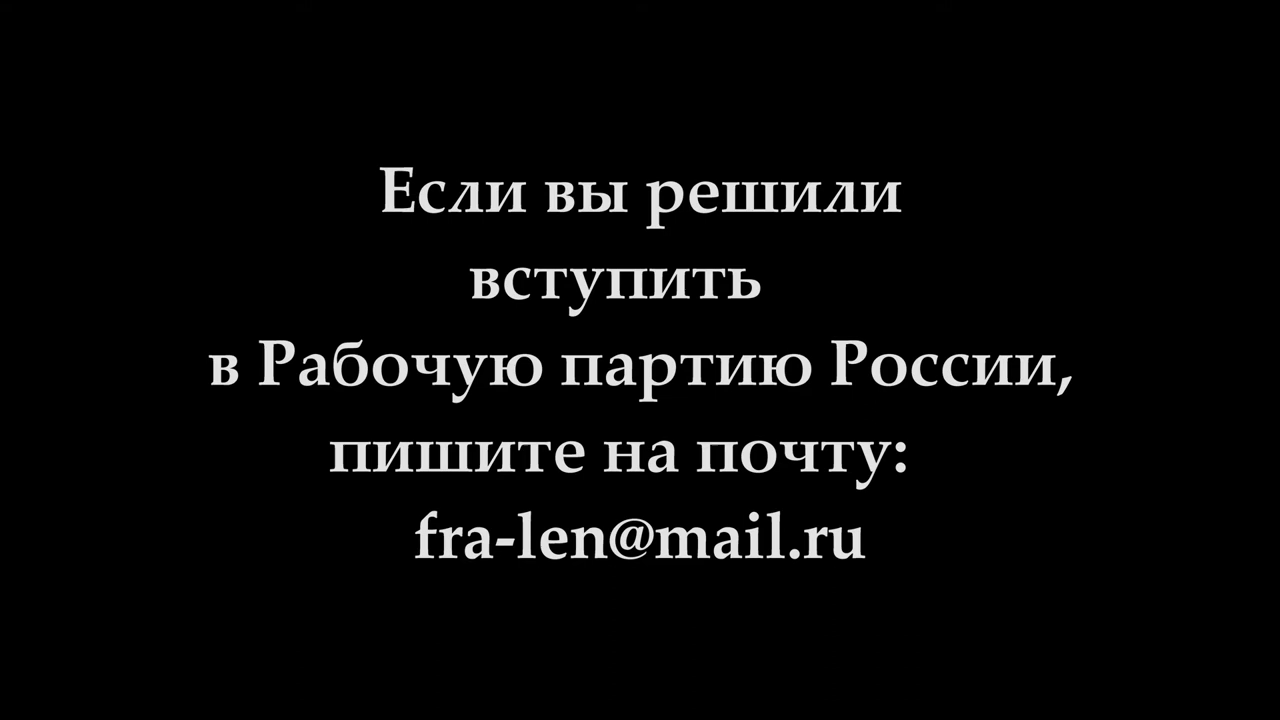 Если вы решили
вступить
в Рабочую партию России,
пишите на почту:
fra-len@mail.ru